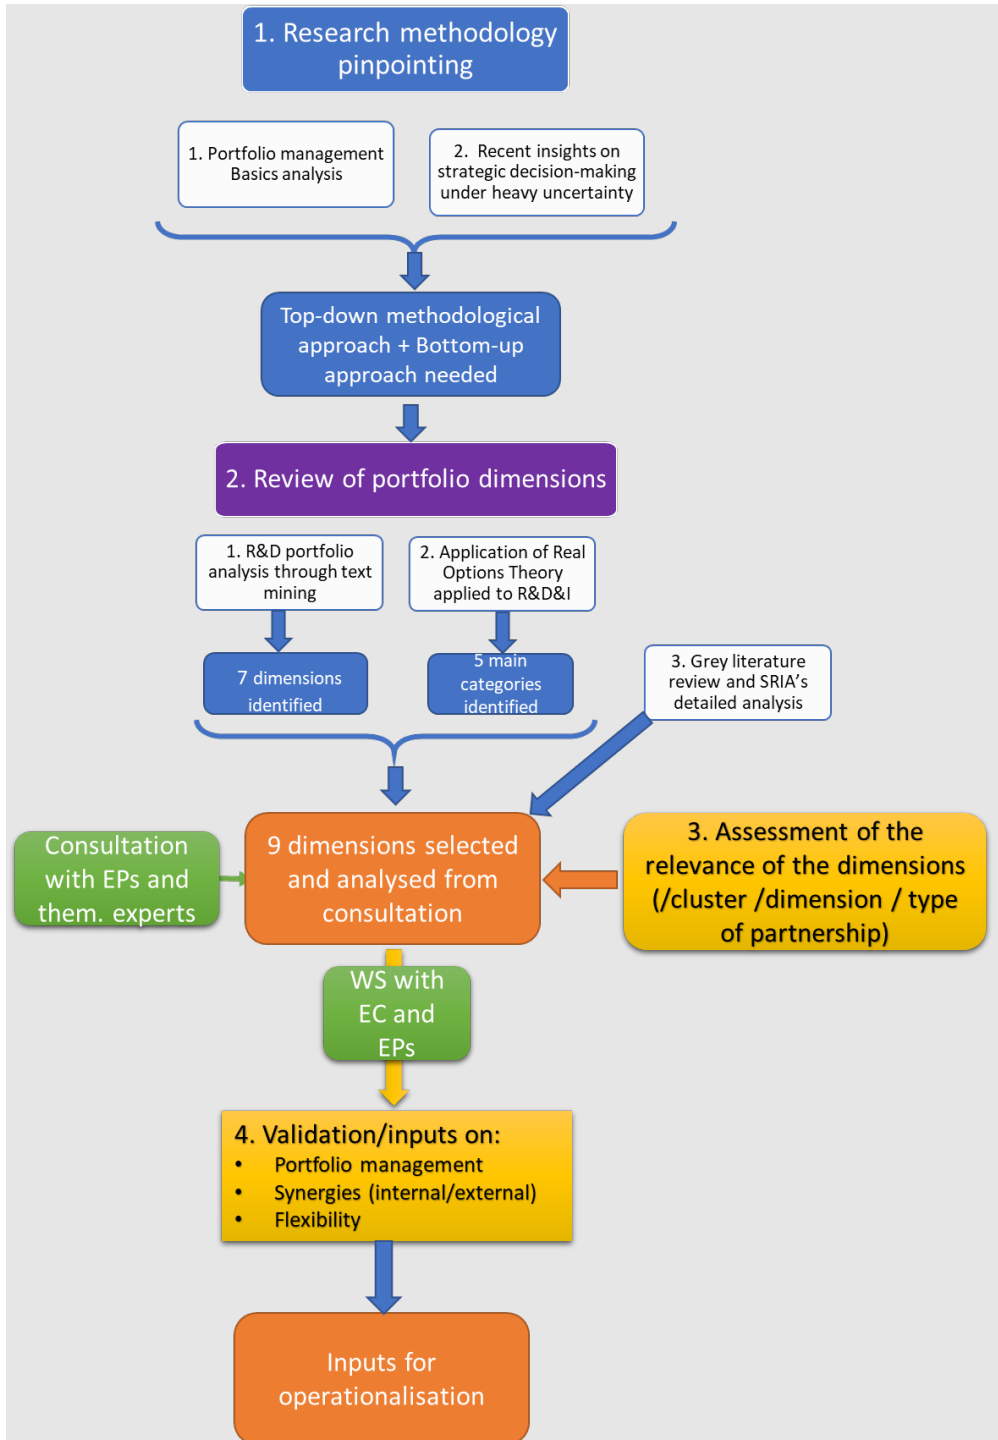 1. Research methodology
pinpointing
1. Portfolio management
Basics analysis
2. Recent insights on
strategic decision-making
under heavy uncertainty
Top-down methodological
approach + Bottom-up
approach needed
2. Review of portfolio dimensions
1. R&D portfolio
analysis through text
mining
2. Application of Real
Options Theory
applied to R&D&I
7 dimensions
identified
5 main
categories
identified
3. Grey literature
review and SRIA's
detailed analysis
Consultation
with EPs and
them. experts
9 dimensions selected
and analysed from
consultation
3. Assessment of the
relevance of the dimensions
(/cluster /dimension / type
of partnership)
WS with
EC and
EPs
4. Validation/inputs on:
• Portfolio management
• Synergies (internal/external)
• Flexibility
Inputs for
operationalisation